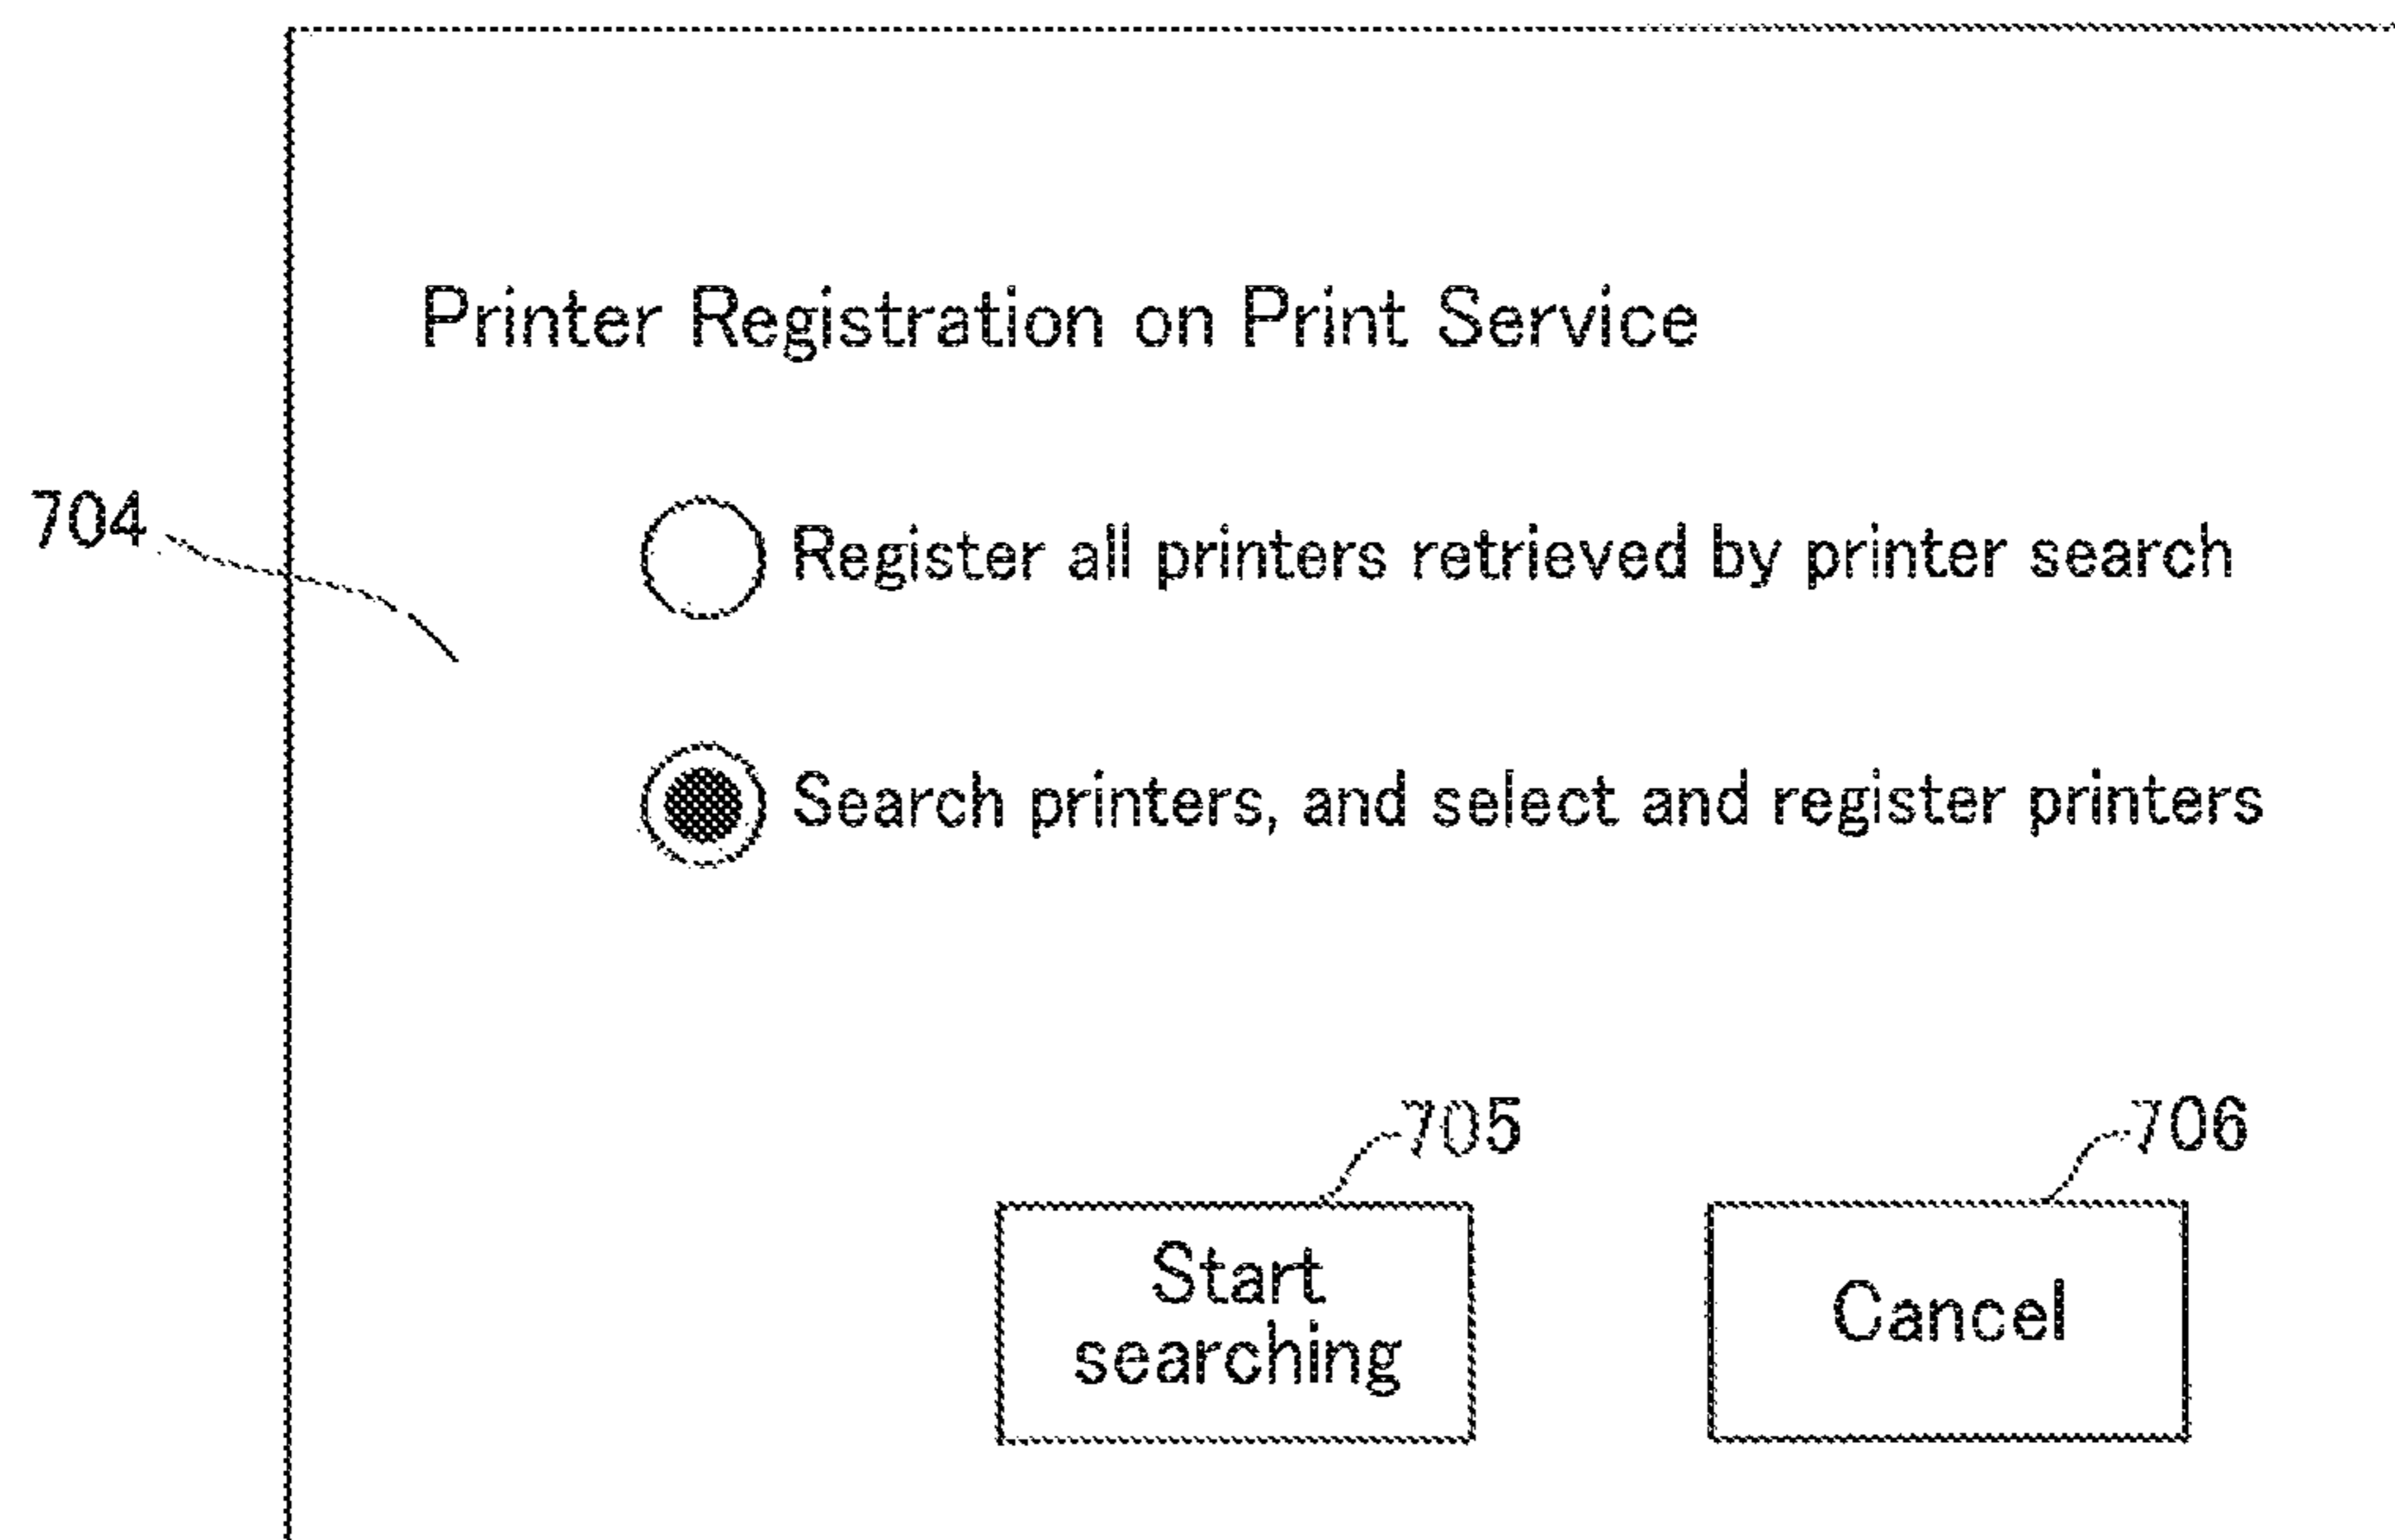 Printer Registration on Print Service
704
Register all printers retrieved by printer search
Search printers, and select and register printers
705
706
Start
searching
Cancel